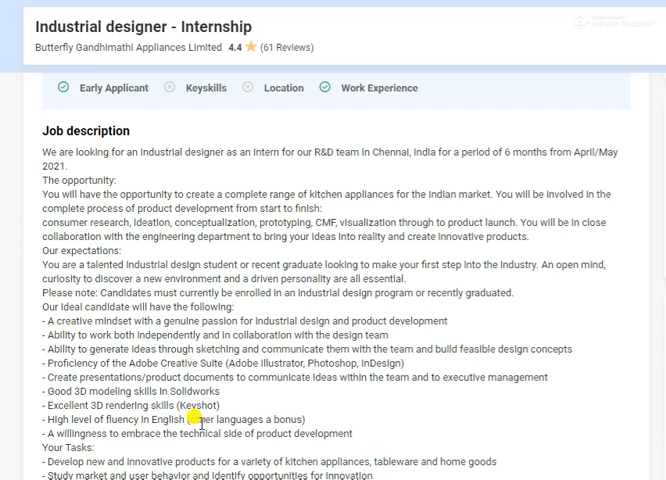 Industrial designer - Internship
Butterfly Gandhimathi Appliances Limited 4.4 (61 Reviews)
Early Applicant Keyskills Location Work Experience
Job description
We are looking for an Industrial designer as an Intern for our R&D team in Chennai, India for a period of 6 months from April/May
2021.
The opportunity:
You will have the opportunity to create a complete range of kitchen appliances for the Indian market. You will be involved in the
complete process of product development from start to finish:
consumer research, ideation, conceptualization, prototyping, CMF, visualization through to product launch. You will be in close
collaboration with the engineering department to bring your ideas into reality and create innovative products.
Our expectations:
You are a talented industrial design student or recent graduate looking to make your first step into the industry. An open mind,
curiosity to discover a new environment and a driven personality are all essential.
Please note: Candidates must currently be enrolled in an industrial design program or recently graduated.
Our ideal candidate will have the following:
- A creative mindset with a genuine passion for industrial design and product development
- Ability to work both independently and in collaboration with the design team
- Ability to generate ideas through sketching and communicate them with the team and build feasible design concepts
- Proficiency of the Adobe Creative Suite (Adobe Illustrator, Photoshop, InDesign)
- Create presentations/product documents to communicate ideas within the team and to executive management
- Good 3D modeling skills in Solidworks
- Excellent 3D rendering skills (Keyshot)
- High level of fluency in English languages a bonus)
- A willingness to embrace the technical side of product development
Your Tasks:
- Develop new and innovative products for a variety of kitchen appliances, tableware and home goods
- Study market and user behavior and identify opportunities for innovation